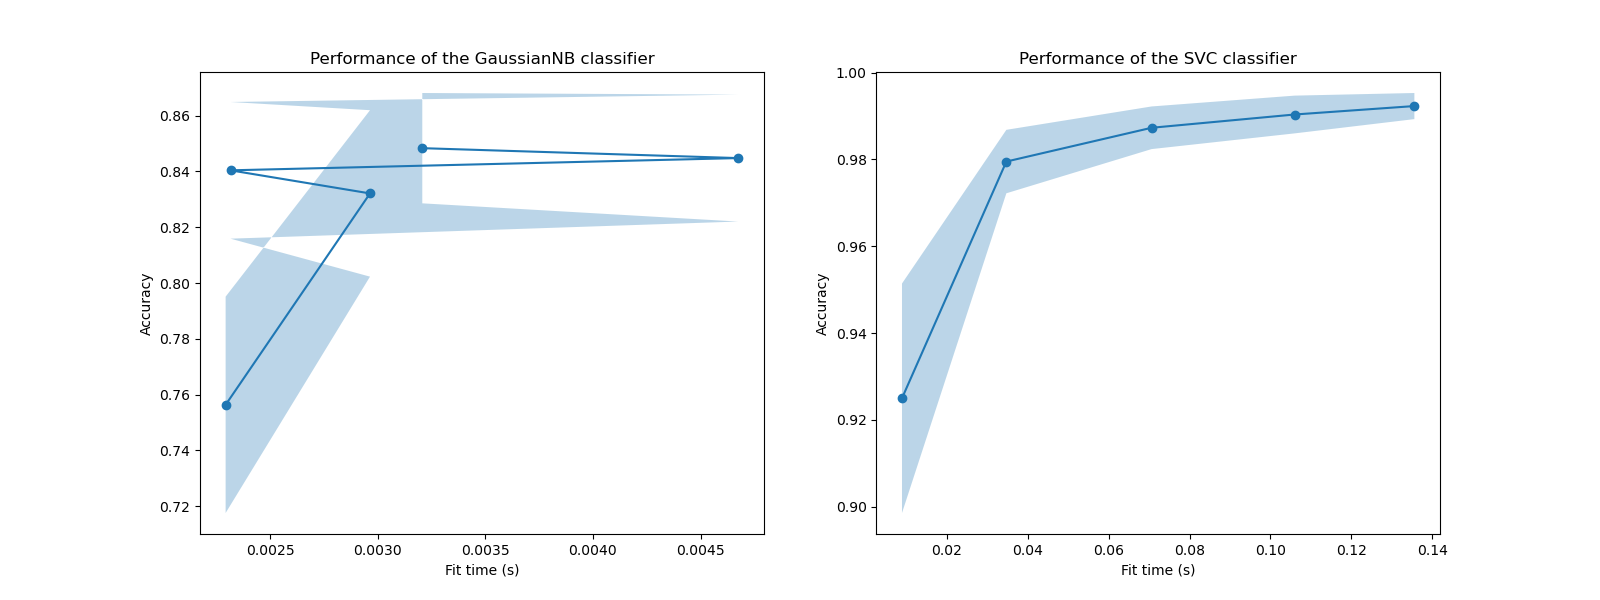 Performance of the GaussianNB classifier
0.86
0.84
0.82
0.80
0.78
0.76
0.74
0.72
Accuracy
0.0025 0.0030 0.0035 0.0040 0.0045
Fit time (s)
Performance of the SVC classifier
1.00
0.98
0.96
0.94
0.92
0.90
Accuracy
0.02 0.04 0.06 0.08 0.10 0.12 0.14
Fit time (s)